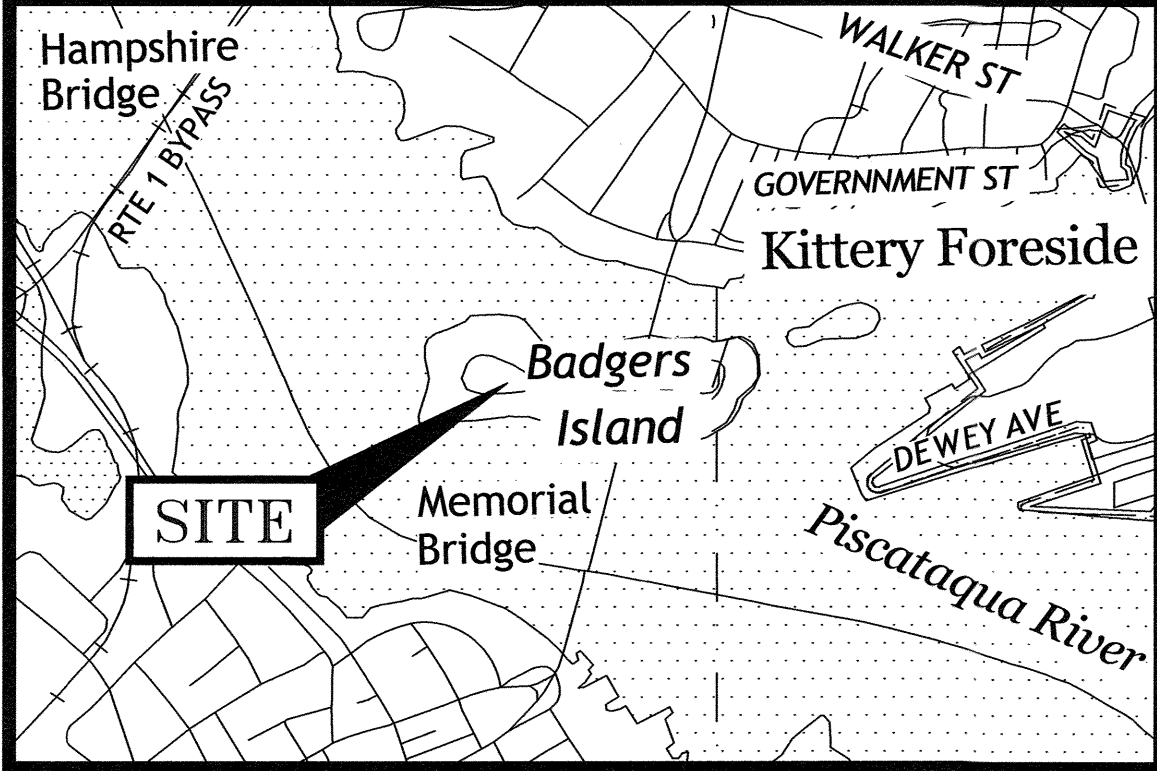 Hampshire
Bridge
RTE 1 BYPASS
WALKER ST
GOVERNNMENT ST
Kittery Foreside
Badgers
Island
DEWEY AVE
SITE
Memorial
Bridge
Piscataqua River